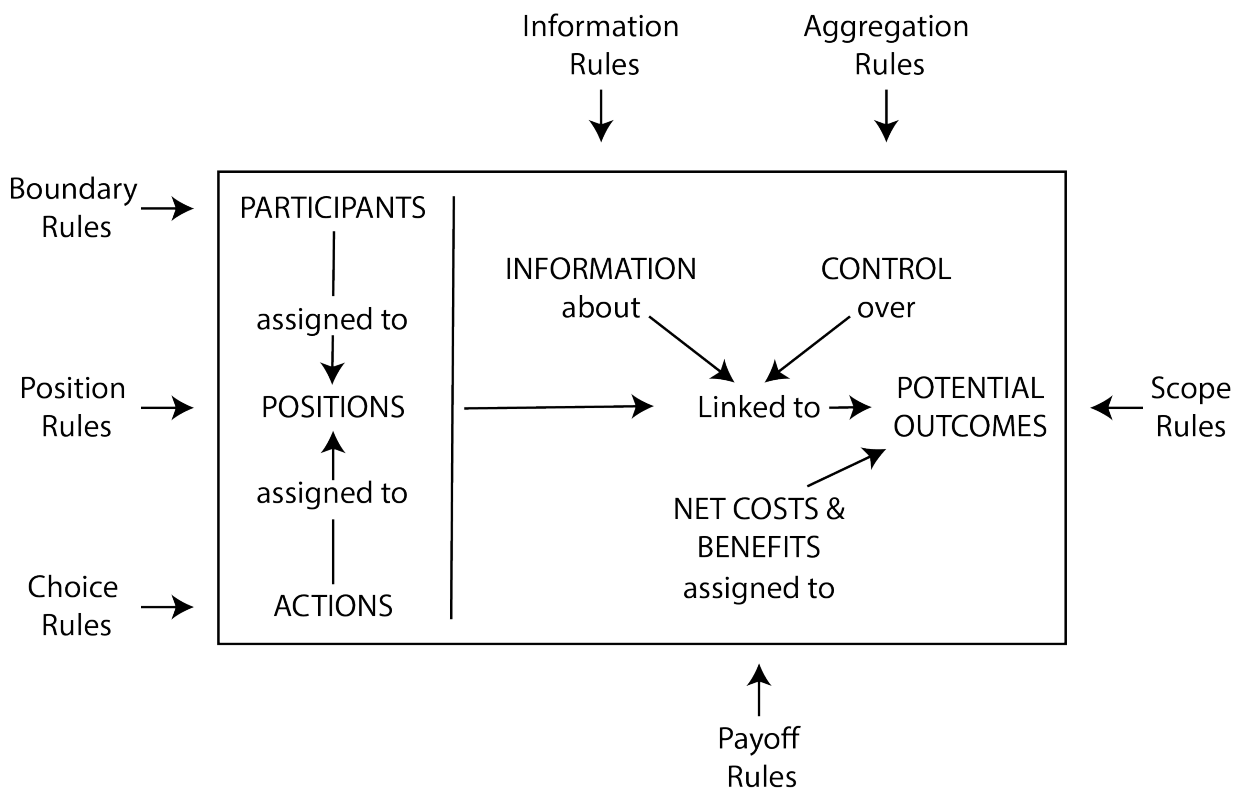 Information
Rules
Aggregation
Rules
Boundary
Rules
PARTICIPANTS
assigned to
POSITIONS
assigned to
ACTIONS
Position
Rules
Choice
Rules
INFORMATION
about
CONTROL
over
Linked to
POTENTIAL
OUTCOMES
NET COSTS &
BENEFITS
assigned to
Scope
Rules
Payoff
Rules